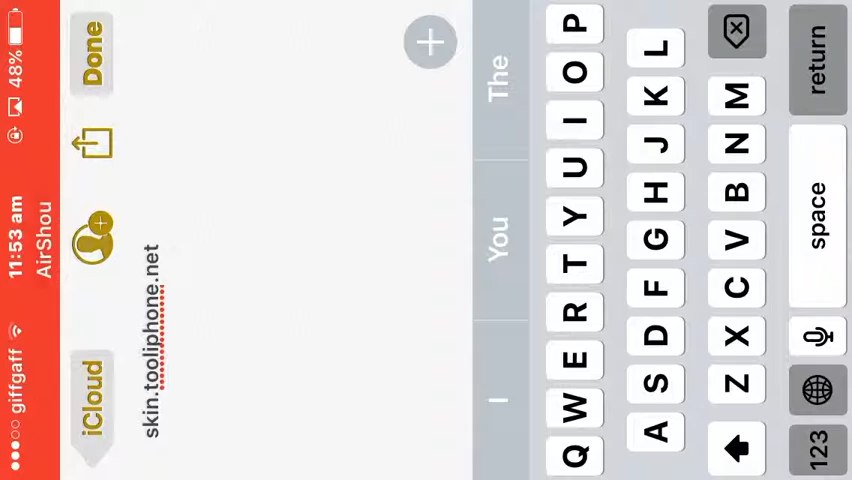 giffgaff 11:53 am 48%
AirShou
iCloud Done
skin.tooliphone.net
I You The
Q W E R T Y U I O P
A S D F G H J K L
Z X C V B N M
123 space return